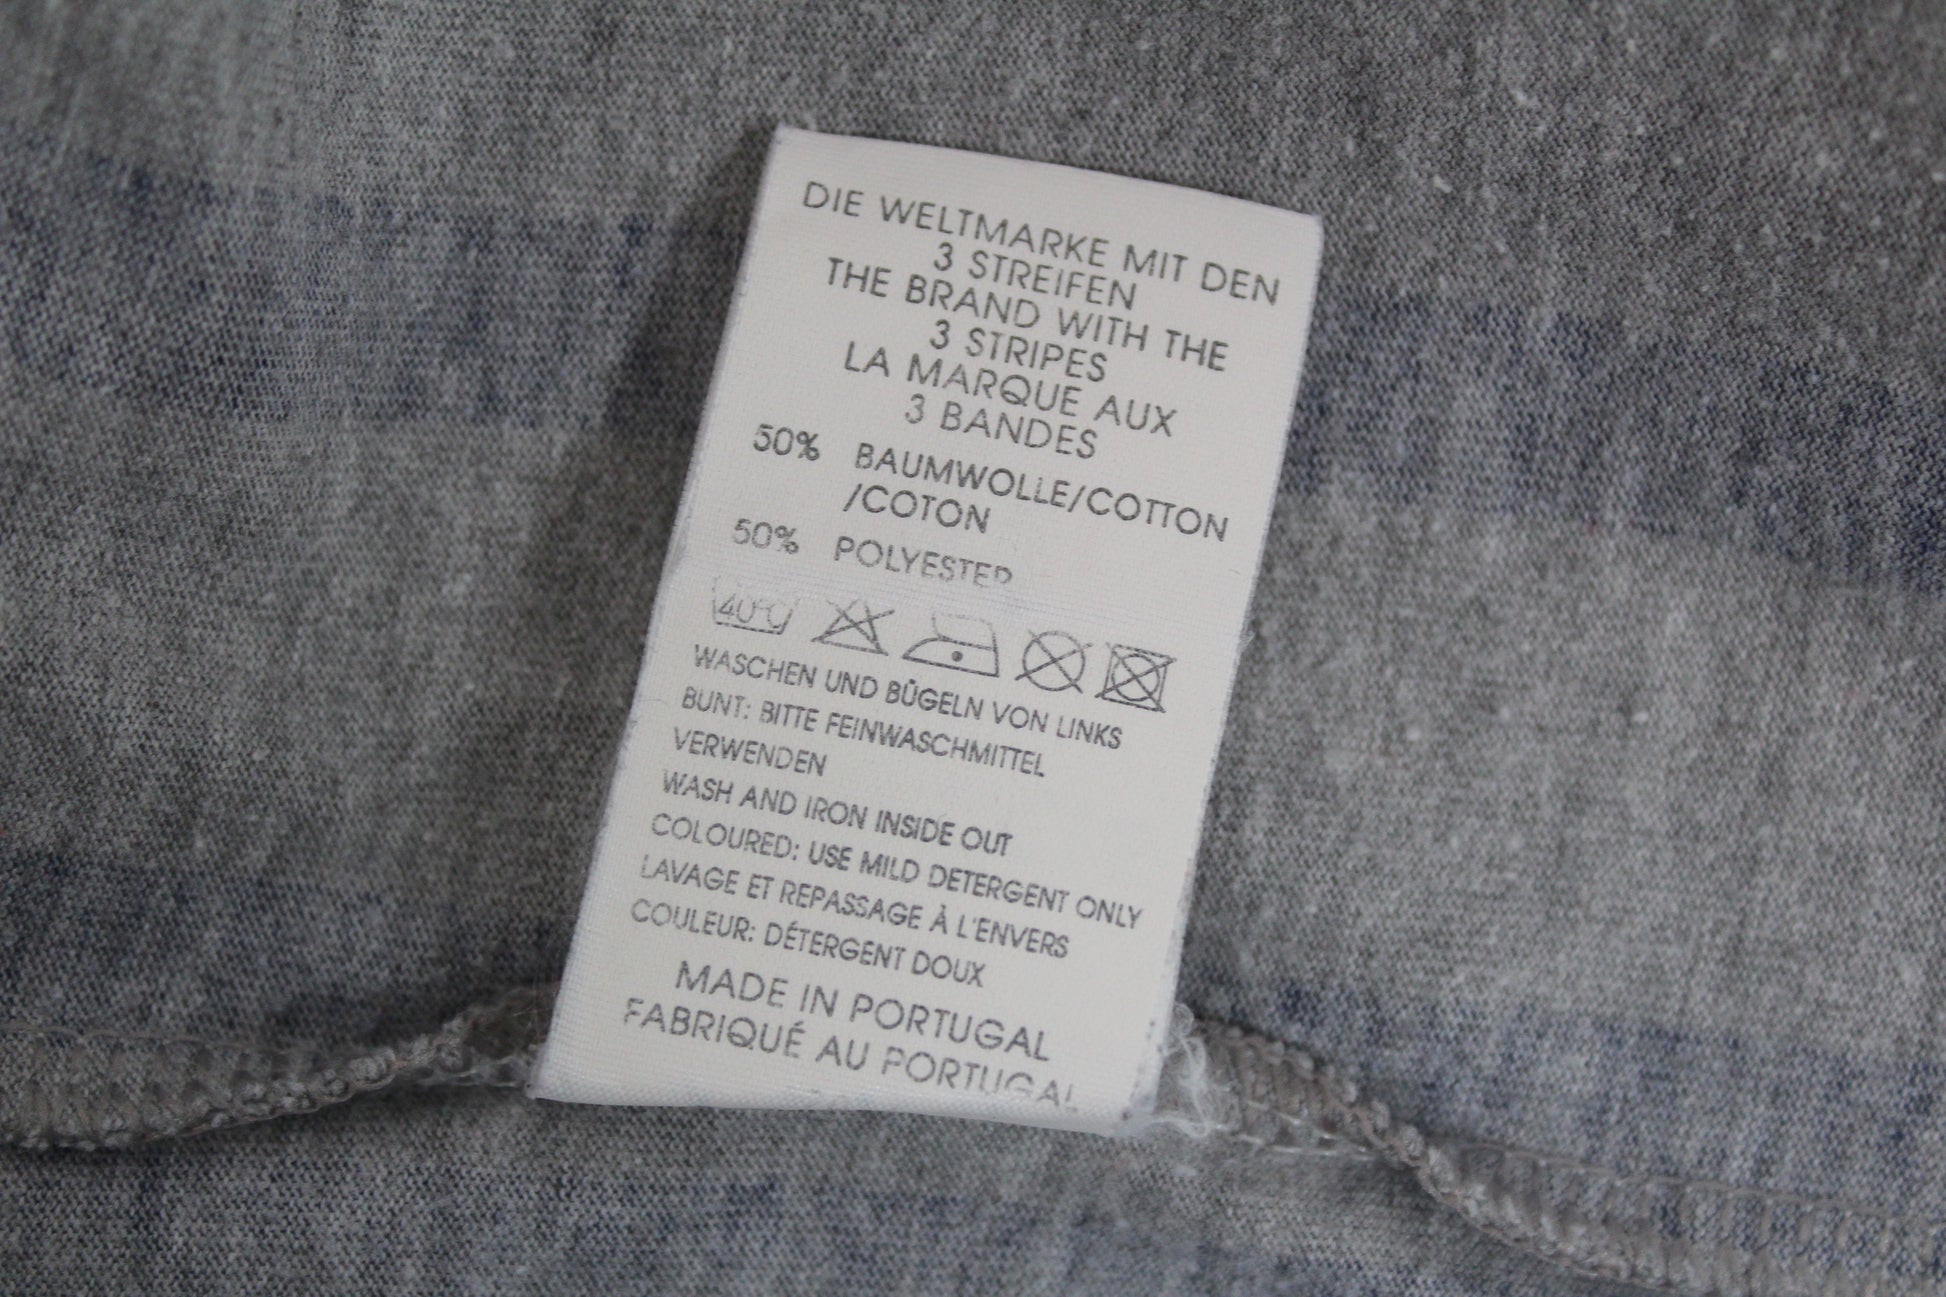 DIE WELTMARKE MIT DEN
3 STREIFEN
THE BRAND WITH THE
3 STRIPES
LA MARQUE AUX
3 BANDES
50% BAUMWOLLE/COTTON
/COTON
50% POLYESTER
40°C
WASCHEN UND BÜGELN VON LINKS
BUNT: BITTE FEINWASCHMITTEL
VERWENDEN
WASH AND IRON INSIDE OUT
COLOURED: USE MILD DETERGENT ONLY
LAVAGE ET REPASSAGE À L'ENVERS
COULEUR: DÉTERGENT DOUX
MADE IN PORTUGAL
FABRIQUÉ AU PORTUGAL